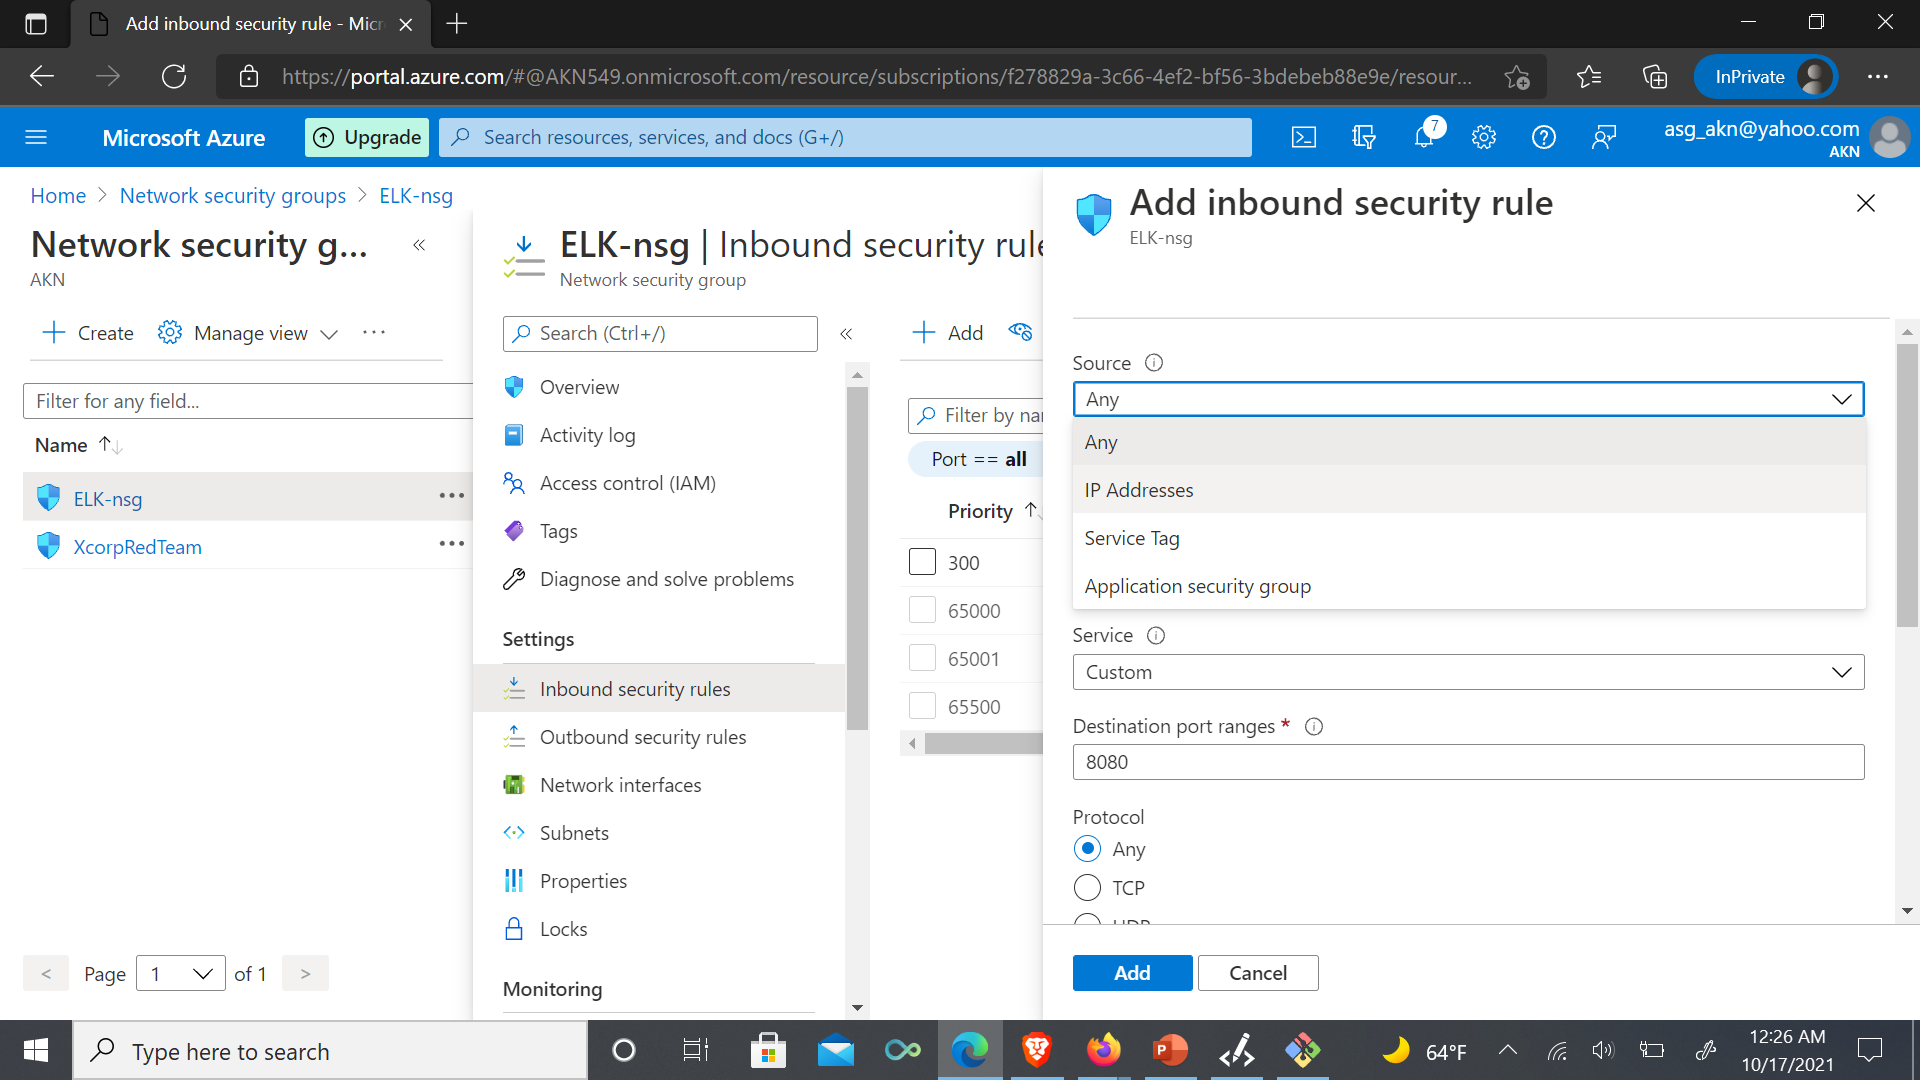 Add inbound security rule - Micr
https://portal.azure.com/#@AKN549.onmicrosoft.com/resource/subscriptions/f278829a-3c66-4ef2-bf56-3bdebeb88e9e/resour...
InPrivate
Microsoft Azure
Upgrade
Search resources, services, and docs (G+/)
7
asg_akn@yahoo.com
AKN
Home > Network security groups > ELK-nsg
Network security g...
AKN
Create
Manage view
Filter for any field...
Name
ELK-nsg
XcorpRedTeam
< Page 1 of 1 >
ELK-nsg | Inbound security rule
Network security group
Search (Ctrl+/)
Overview
Activity log
Access control (IAM)
Tags
Diagnose and solve problems
Settings
Inbound security rules
Outbound security rules
Network interfaces
Subnets
Properties
Locks
Monitoring
Add
Filter by nar
Port == all
Priority
300
65000
65001
65500
Add inbound security rule
ELK-nsg
Source
Any
Any
IP Addresses
Service Tag
Application security group
Service
Custom
Destination port ranges *
8080
Protocol
Any
TCP
UDP
Add
Cancel
Type here to search
64°F
12:26 AM
10/17/2021